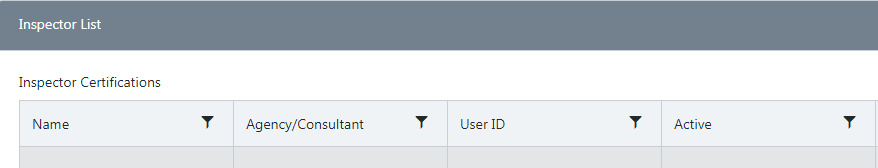 Inspector List
Inspector Certifications
Name Agency/Consultant User ID Active